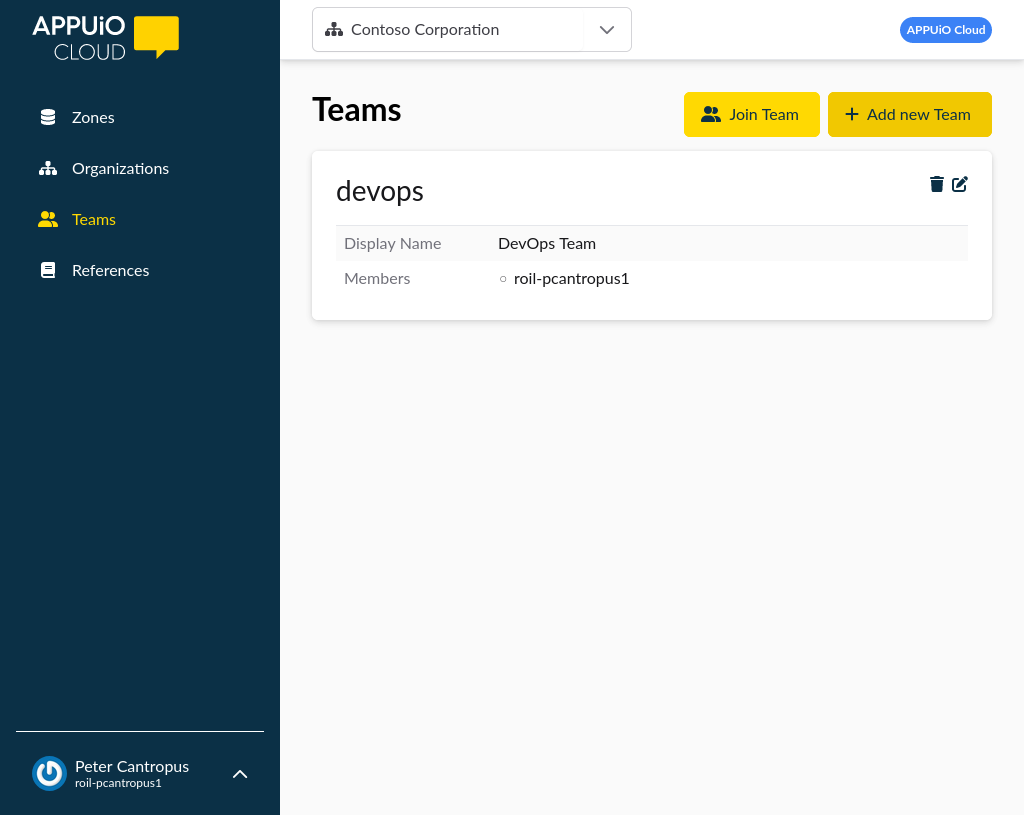 APPUiO
CLOUD
Contoso Corporation
APPUiO Cloud
Zones
Organizations
Teams
References
Teams
Join Team
Add new Team
devops
Display Name DevOps Team
Members roil-pcantropus1
Peter Cantropus
roil-pcantropus1